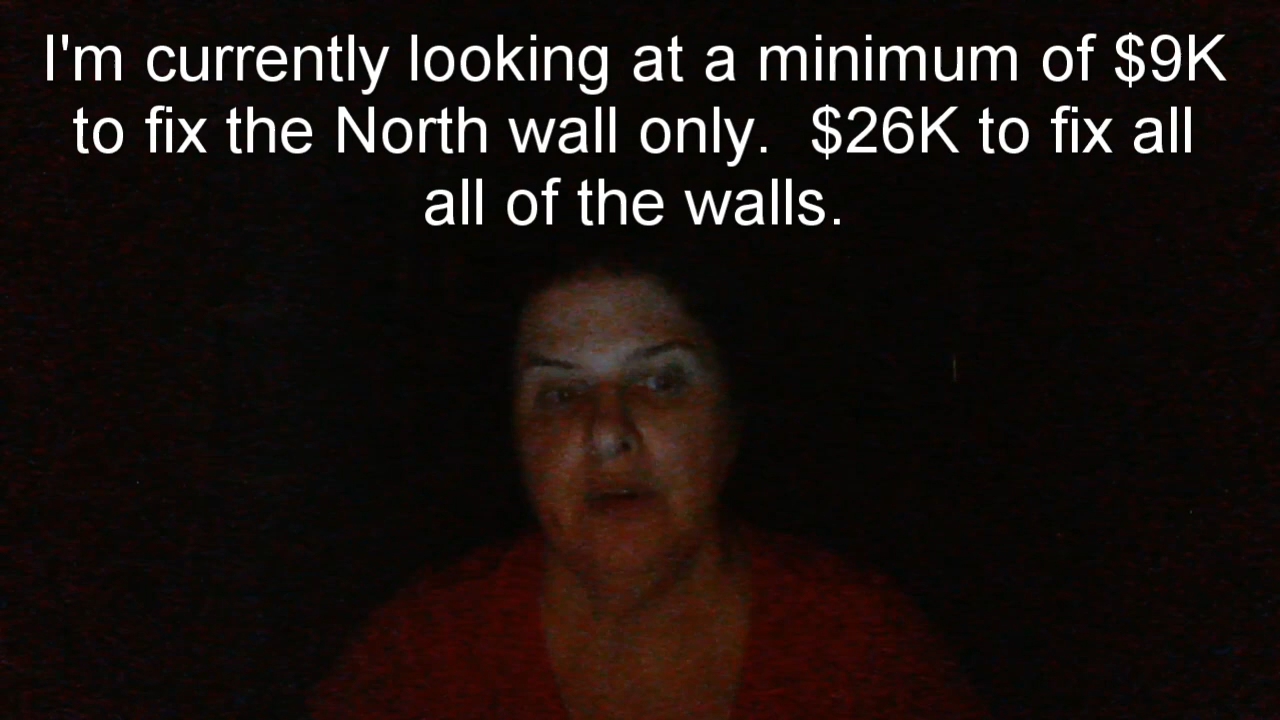 I'm currently looking at a minimum of $9K
to fix the North wall only.  $26K to fix all
all of the walls.